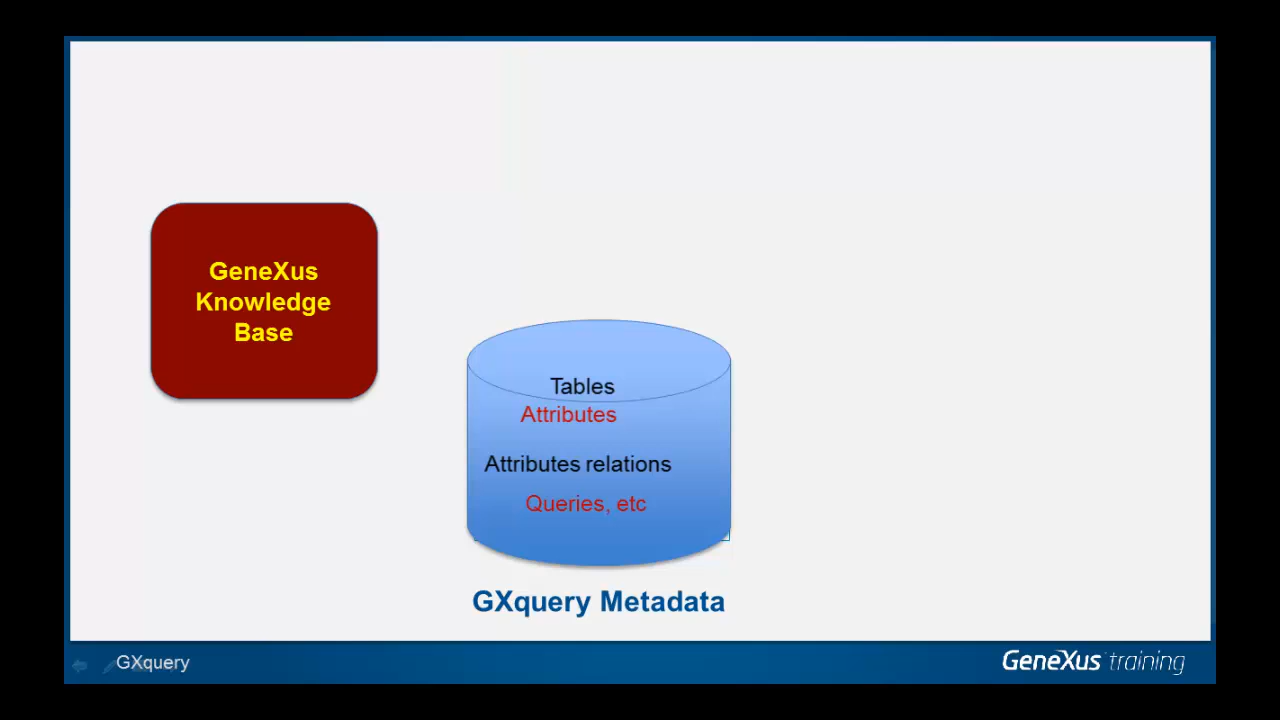 GeneXus
Knowledge
Base
Tables
Attributes
Attributes relations
Queries, etc
GXquery Metadata
GXquery
GeneXus training